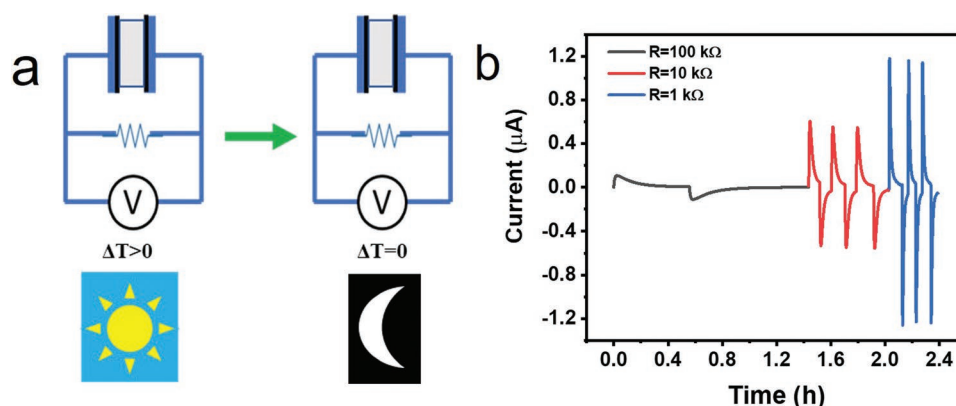 a
V
ΔT>0
V
ΔT=0
b
R=100 kΩ
R=10 kΩ
R=1 kΩ
Current (μA)
1.2
0.8
0.4
0.0
-0.4
-0.8
-1.2
0.0
0.4
0.8
1.2
1.6
2.0
2.4
Time (h)